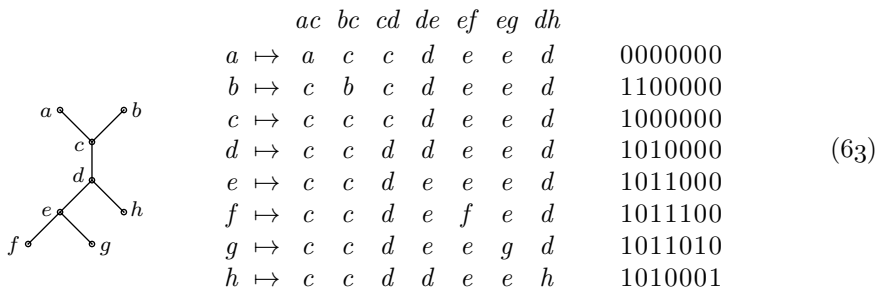 ac bc cd de ef eg dh
a ↦ a c c d e e d 0000000
b ↦ c b c d e e d 1100000
c ↦ c c c d e e d 1000000
d ↦ c c d d e e d 1010000
e ↦ c c d e e e d 1011000
f ↦ c c d e f e d 1011100
g ↦ c c d e e g d 1011010
h ↦ c c d d e e h 1010001
(63)
a b
c
d
e h
f g